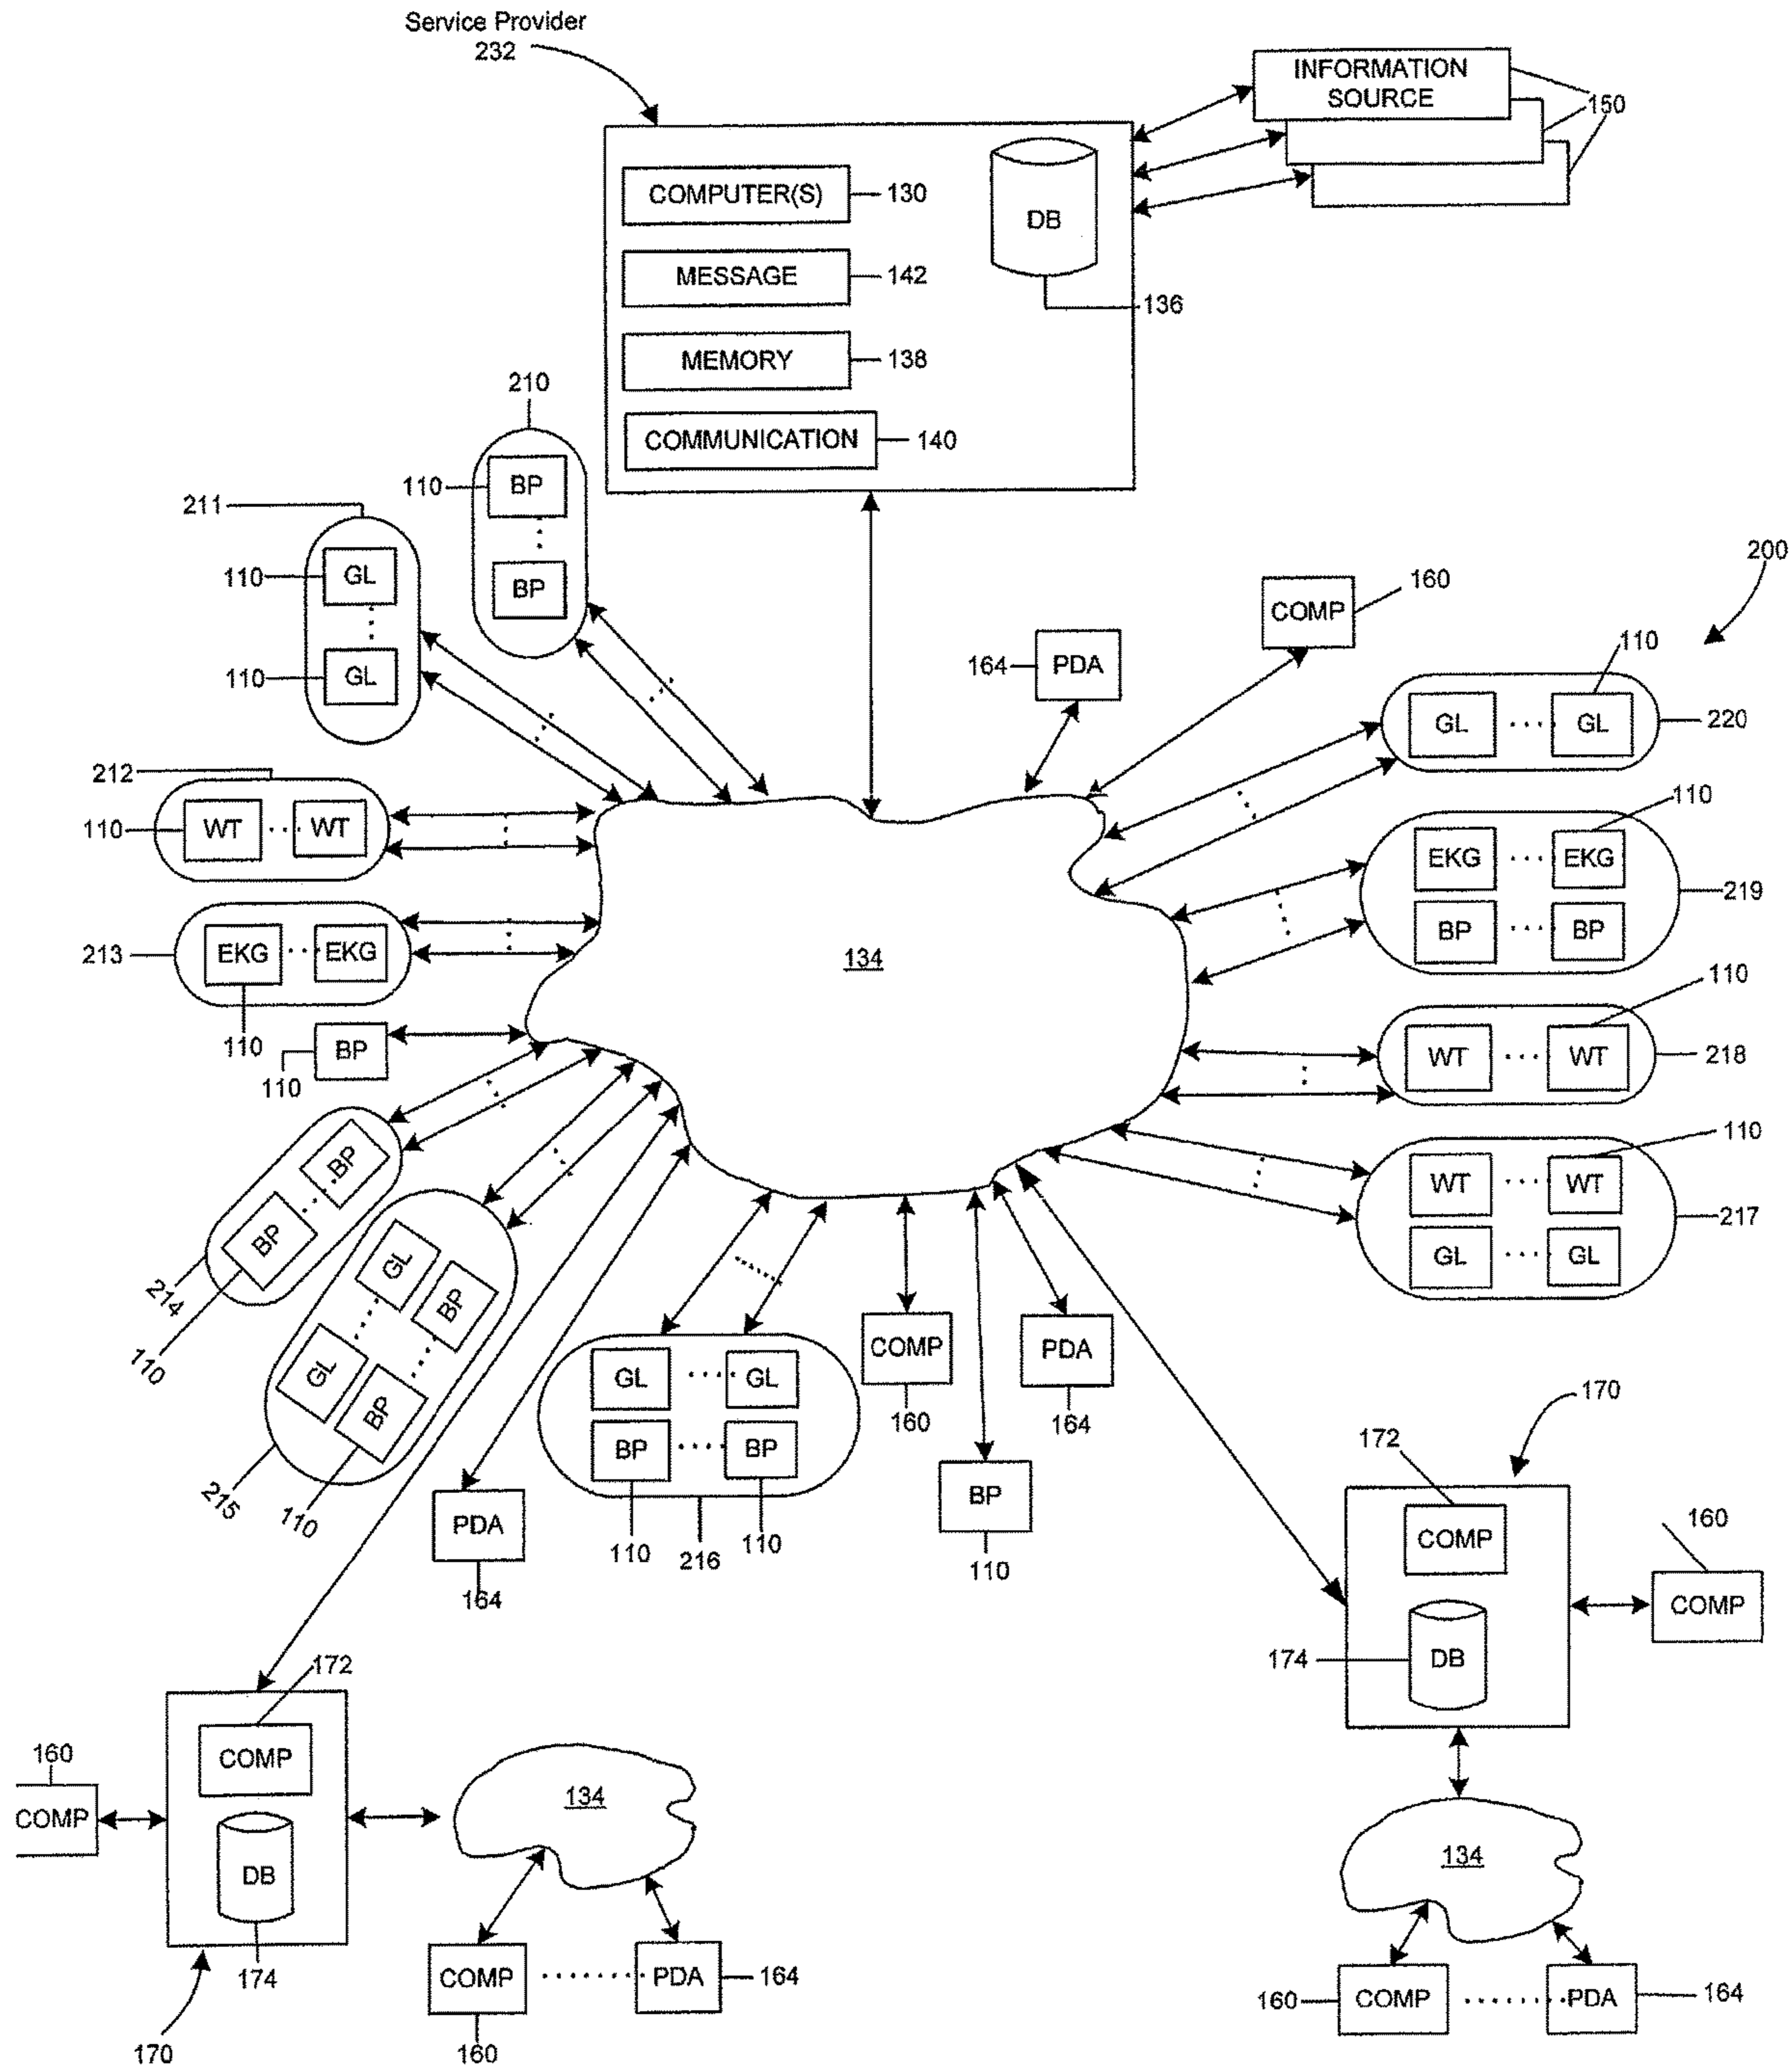 Service Provider
232
INFORMATION
SOURCE
150
COMPUTER(S)
130
DB
MESSAGE
142
136
MEMORY
138
COMMUNICATION
140
210
110
BP
BP
211
110
GL
110
GL
200
160
COMP
164
PDA
110
GL
GL
220
212
110
WT
WT
110
EKG
EKG
219
BP
BP
213
EKG
EKG
110
134
110
BP
110
WT
WT
218
110
WT
WT
217
GL
GL
BP
BP
214
110
GL
BP
GL
BP
215
110
PDA
164
GL
GL
BP
BP
110
216
110
COMP
160
PDA
164
BP
110
170
172
COMP
174
DB
160
COMP
172
COMP
160
COMP
DB
174
170
134
COMP
PDA
164
160
134
160
COMP
PDA
164